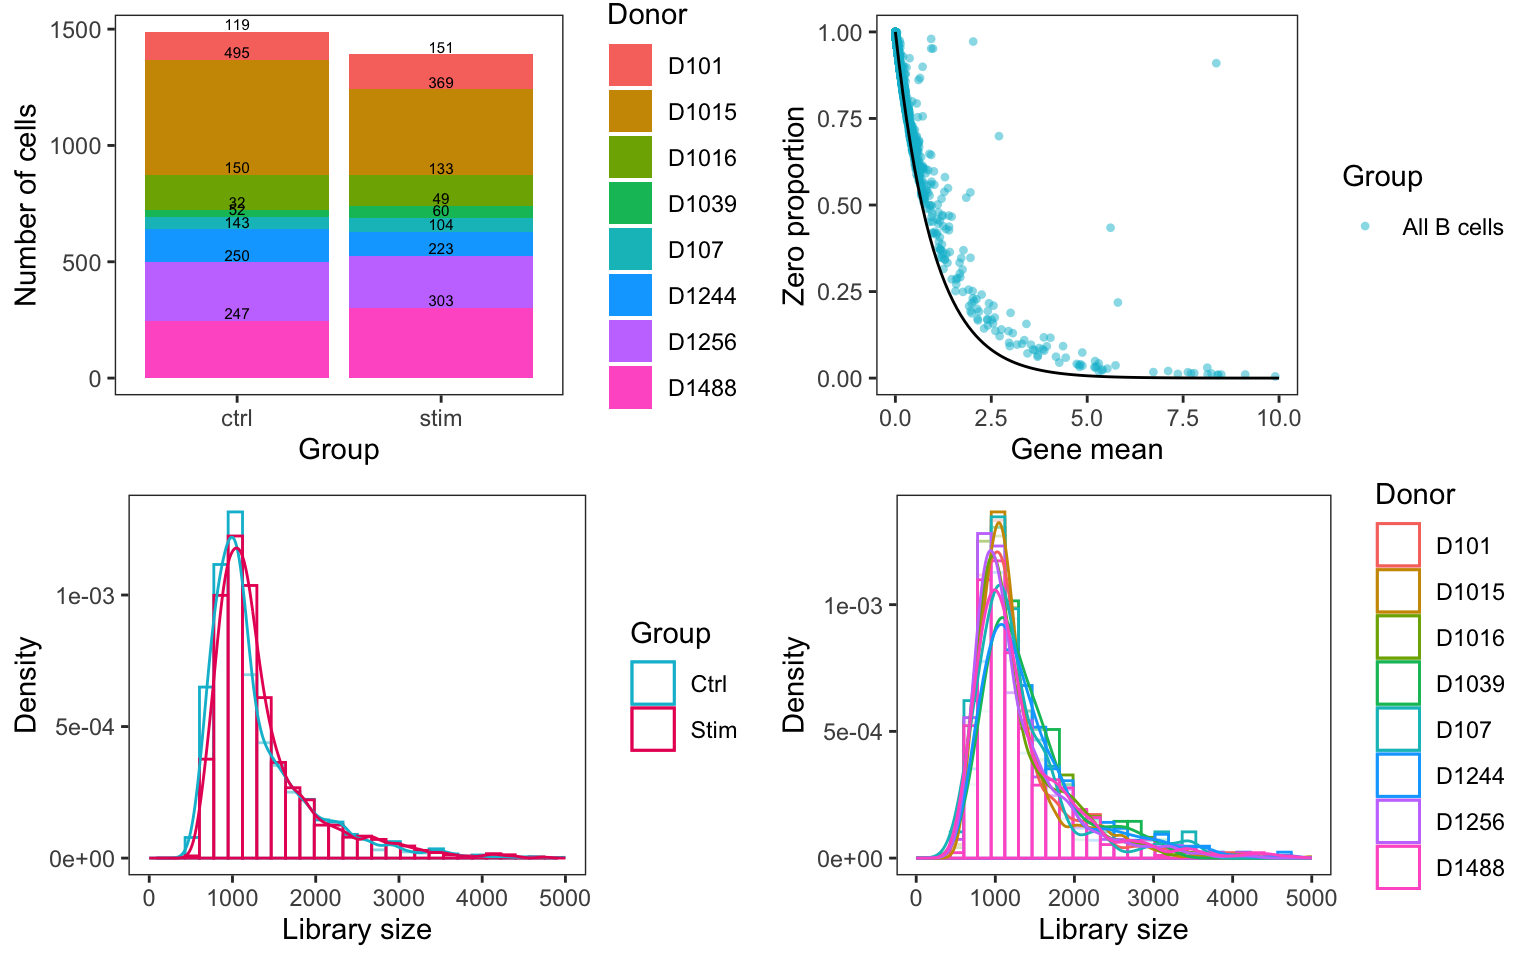 Number of cells
1500
1000
500
0
119
495
150
32
52
143
250
247
151
369
133
49
60
104
223
303
ctrl
stim
Group
Donor
D101
D1015
D1016
D1039
D107
D1244
D1256
D1488
Zero proportion
1.00
0.75
0.50
0.25
0.00
0.0
2.5
5.0
7.5
10.0
Gene mean
Group
All B cells
Density
1e-03
5e-04
0e+00
0
1000
2000
3000
4000
5000
Library size
Group
Ctrl
Stim
Density
1e-03
5e-04
0e+00
0
1000
2000
3000
4000
5000
Library size
Donor
D101
D1015
D1016
D1039
D107
D1244
D1256
D1488